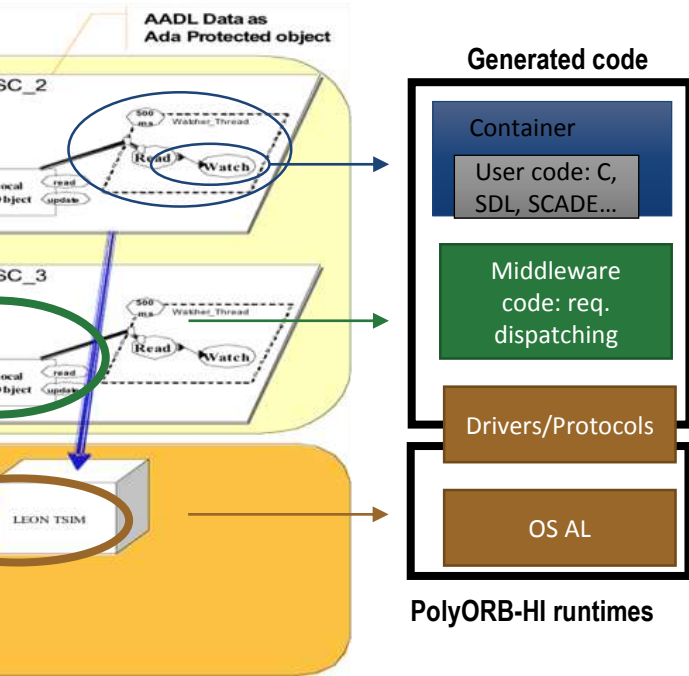 AADL Data as
Ada Protected object
SC_2
500
ms
Watcher_Thread
Read
Watch
ocal
Object
read
update
SC_3
500
ms
Watcher_Thread
Read
Watch
ocal
Object
read
update
LEON TSIM
Generated code
Container
User code: C,
SDL, SCADE...
Middleware
code: req.
dispatching
Drivers/Protocols
OS AL
PolyORB-HI runtimes